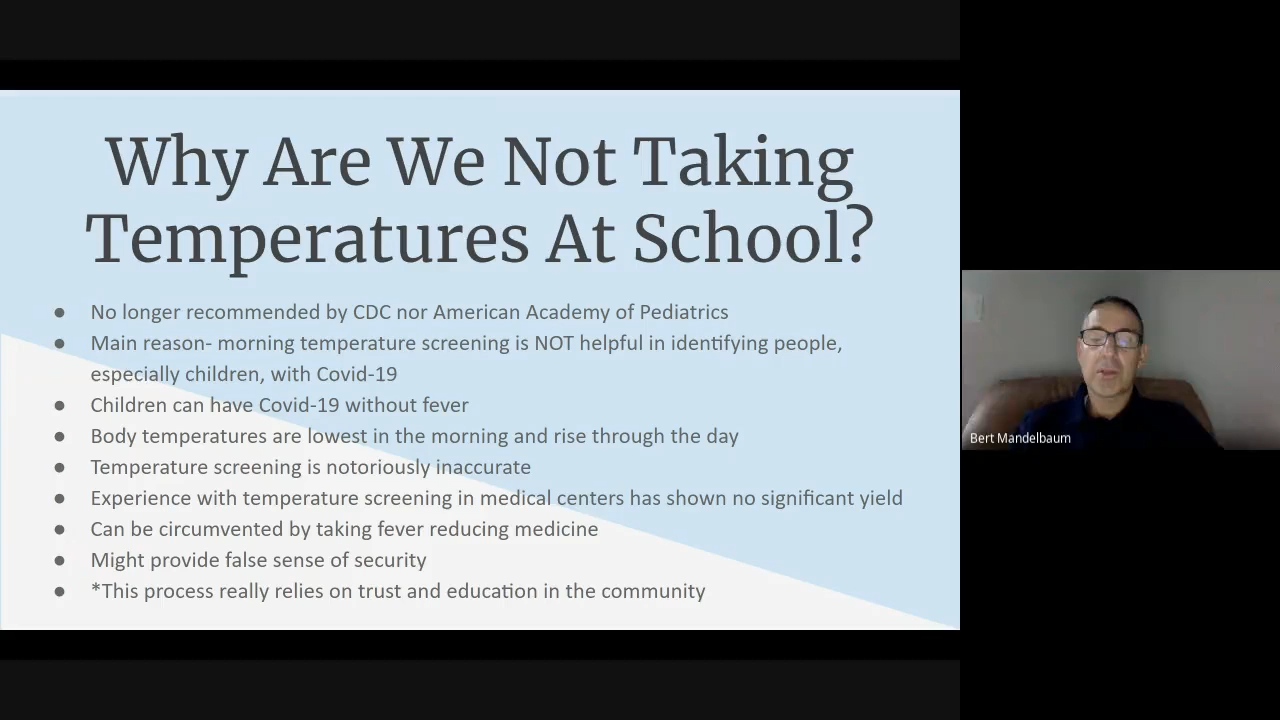 Why Are We Not Taking
Temperatures At School?
● No longer recommended by CDC nor American Academy of Pediatrics
● Main reason- morning temperature screening is NOT helpful in identifying people,
especially children, with Covid-19
● Children can have Covid-19 without fever
● Body temperatures are lowest in the morning and rise through the day
● Temperature screening is notoriously inaccurate
● Experience with temperature screening in medical centers has shown no significant yield
● Can be circumvented by taking fever reducing medicine
● Might provide false sense of security
● *This process really relies on trust and education in the community
Bert Mandelbaum